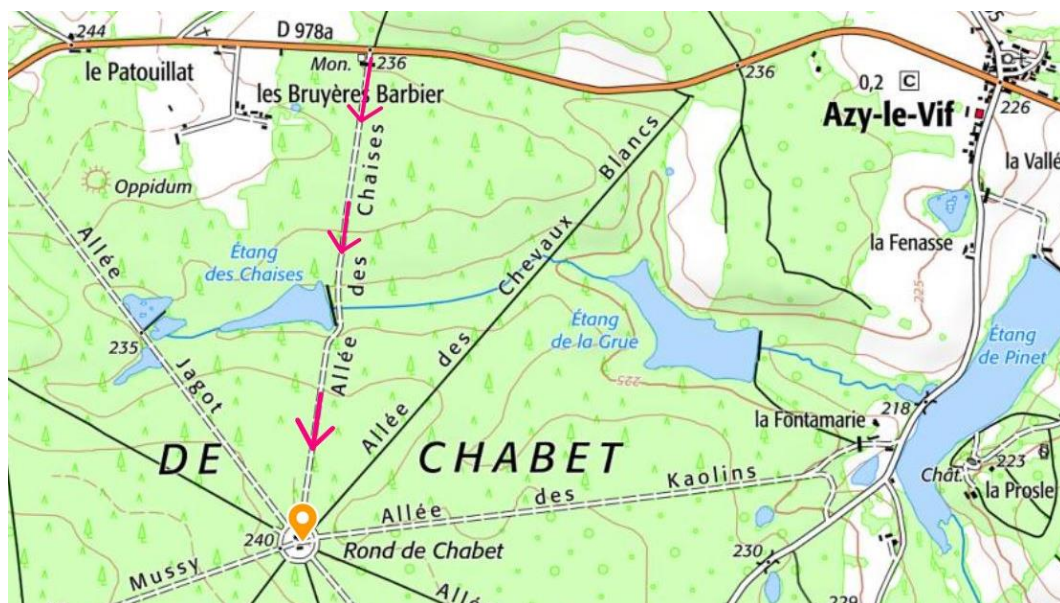 244
D 978a
le Patouillat
Mon.
236
les Bruyères Barbier
236
0,2 C
226
Azy-le-Vif
la Vallé
Oppidum
Allée des Chaises
Allée des Chevaux Blancs
Étang
des Chaises
la Fenasse
225
Allée Jagot
235
Étang
de la Grue
225
Étang
de Pinet
218
la Fontamarie
DE CHABET
Allée des Kaolins
Chât.
223
la Prosle
240
Rond de Chabet
230
Mussy
Allé
229